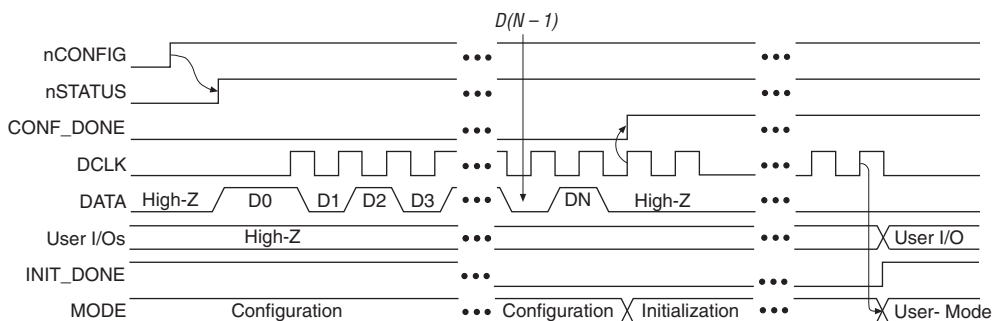 D(N – 1)
nCONFIG
nSTATUS
CONF_DONE
DCLK
DATA High-Z D0 D1 D2 D3 DN High-Z
User I/Os High-Z User I/O
INIT_DONE
MODE Configuration Configuration Initialization User- Mode